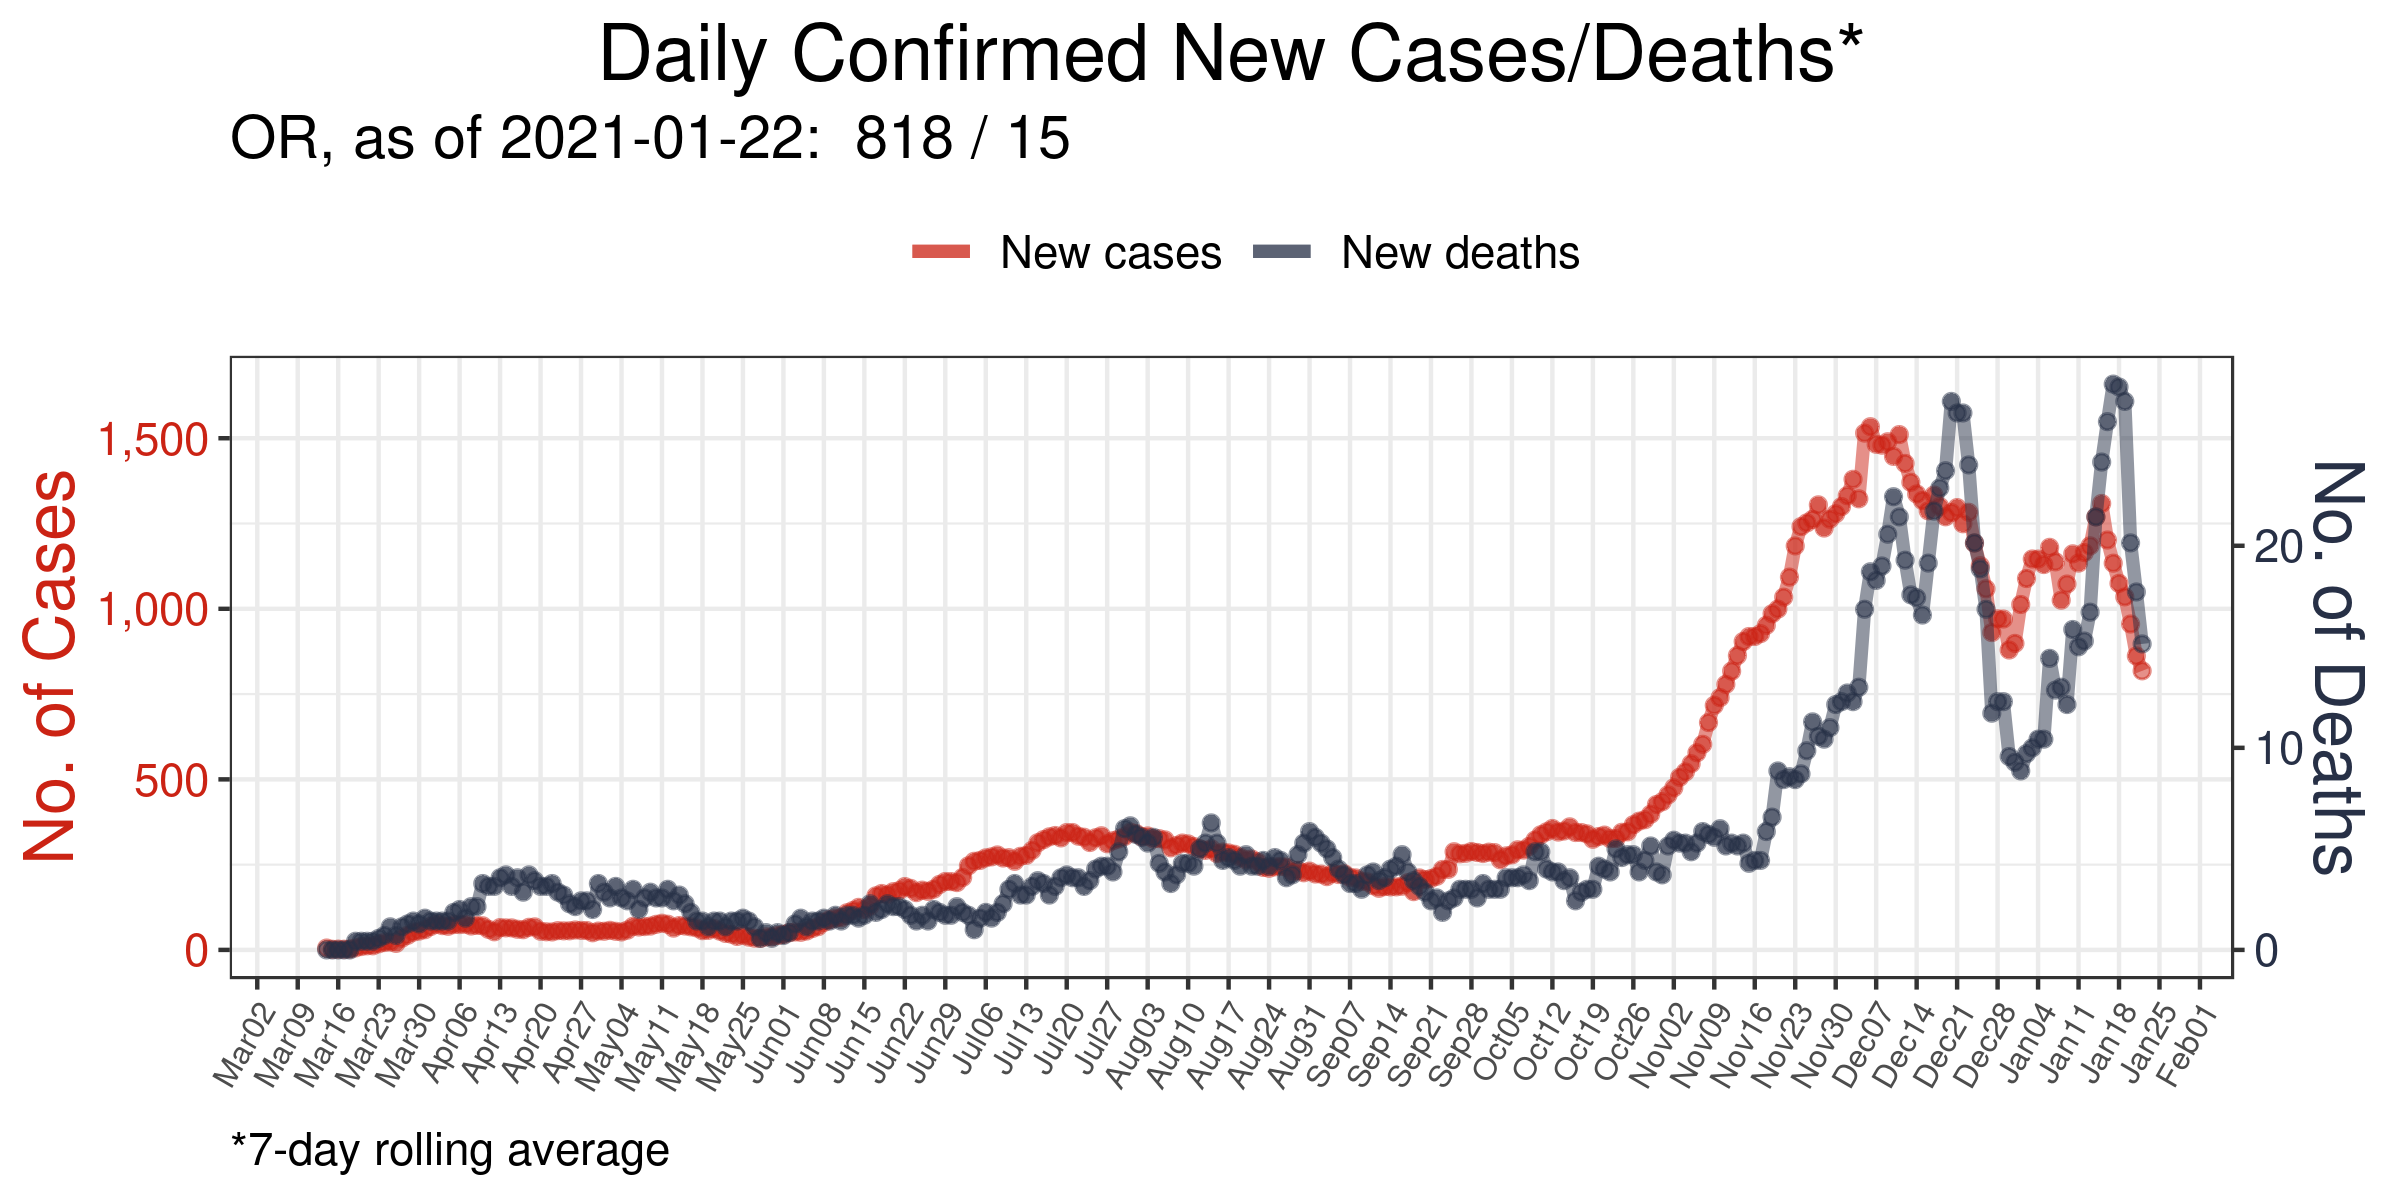 Daily Confirmed New Cases/Deaths*
OR, as of 2021-01-22:  818 / 15
New cases
New deaths
No. of Cases
1,500
1,000
500
0
No. of Deaths
20
10
0
Mar02
Mar09
Mar16
Mar23
Mar30
Apr06
Apr13
Apr20
Apr27
May04
May11
May18
May25
Jun01
Jun08
Jun15
Jun22
Jun29
Jul06
Jul13
Jul20
Jul27
Aug03
Aug10
Aug17
Aug24
Aug31
Sep07
Sep14
Sep21
Sep28
Oct05
Oct12
Oct19
Oct26
Nov02
Nov09
Nov16
Nov23
Nov30
Dec07
Dec14
Dec21
Dec28
Jan04
Jan11
Jan18
Jan25
Feb01
*7-day rolling average